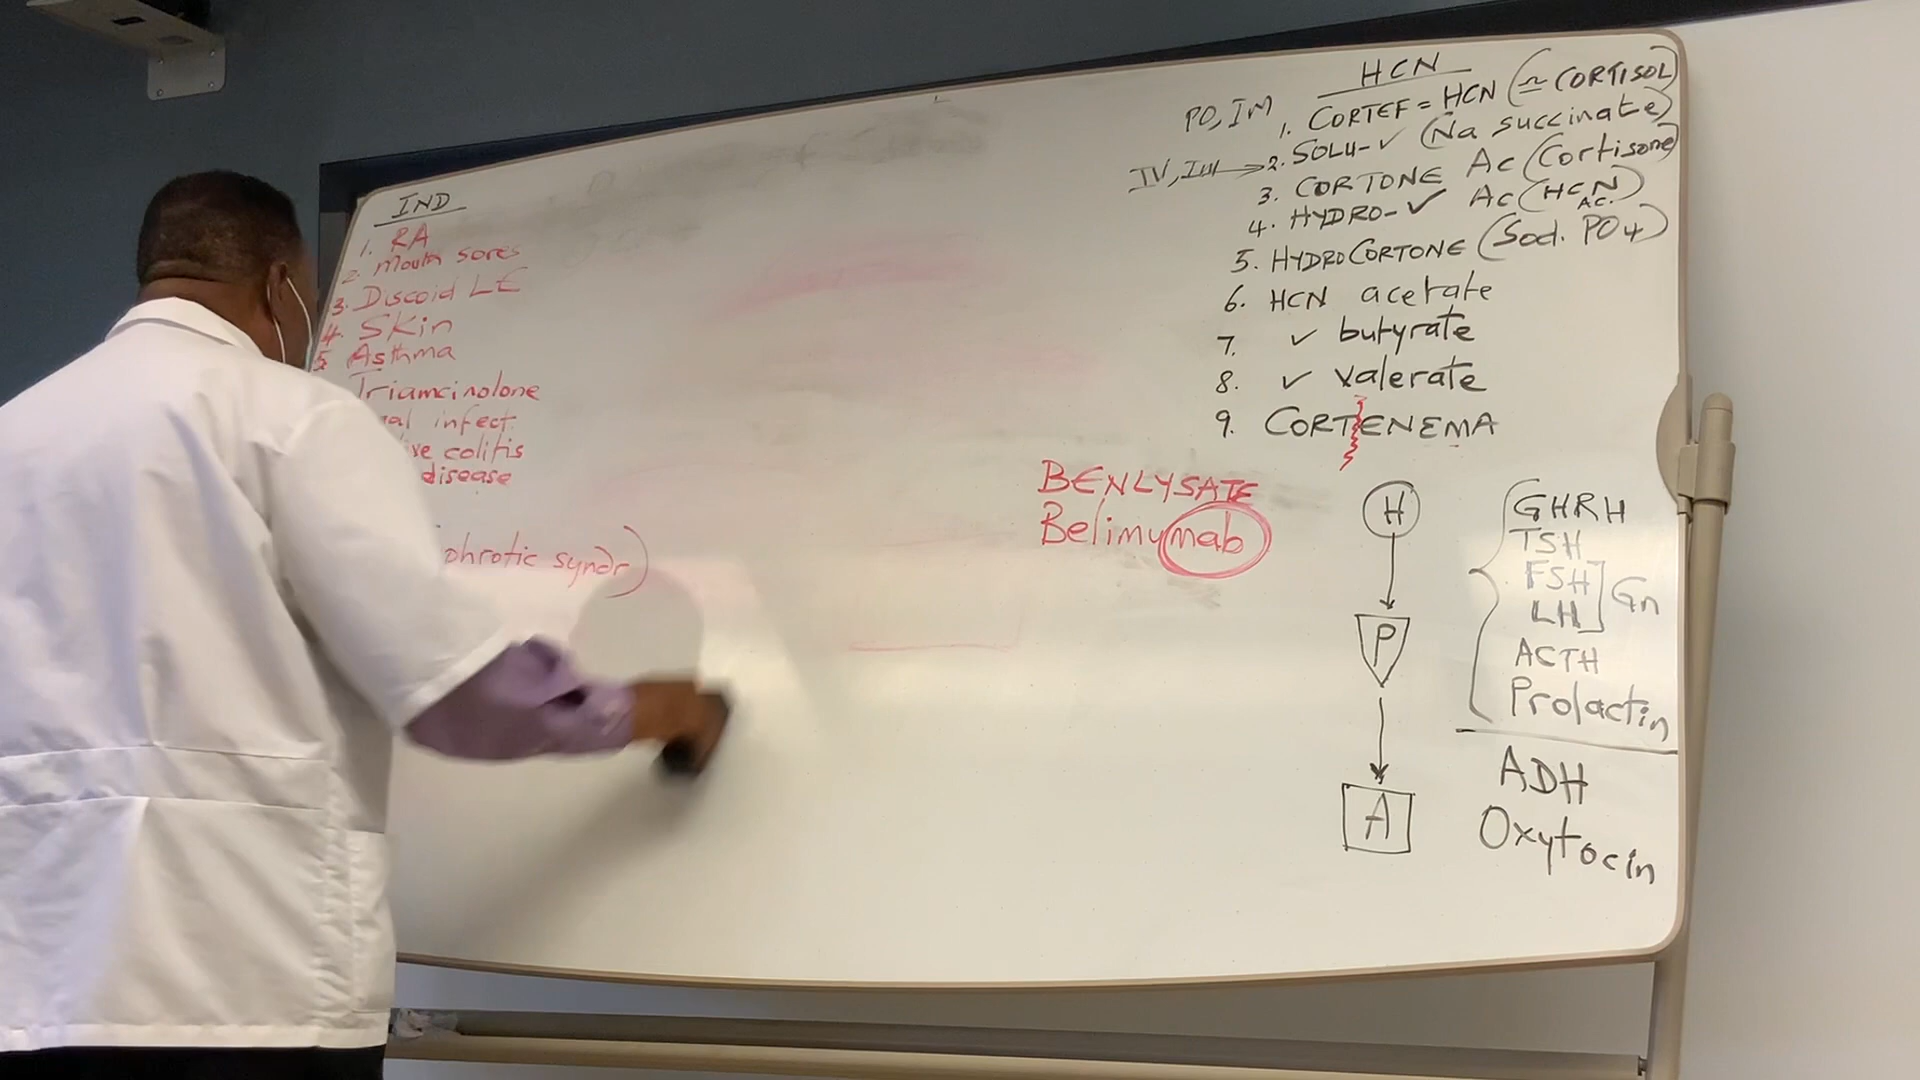 IND
1. RA
2. Mouth sores
3. Discoid LE
4. Skin
5 Asthma
Triamcinolone
al infect.
ve colitis
disease
phrotic syndr)
HCN
PO, IM 1. CORTEF = HCN (≃ CORTISOL)
IV, IM → 2. SOLU- ✓ (Na succinate)
3. CORTONE Ac (Cortisone)
4. HYDRO- ✓ Ac (HCN AC.)
5. HYDROCORTONE (Sod. PO4)
6. HCN acetate
7. ✓ butyrate
8. ✓ valerate
9. CORTENEMA
BENLYSATE
Belimumab
H
P
A
GHRH
TSH
FSH
LH
Gn
ACTH
Prolactin
ADH
Oxytocin